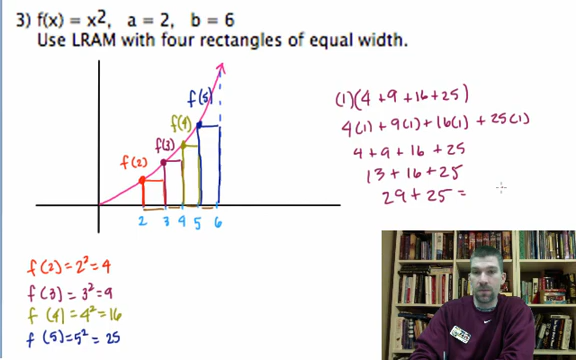 3) f(x) = x², a = 2, b = 6
Use LRAM with four rectangles of equal width.
f(5)
f(4)
f(3)
f(2)
2 3 4 5 6
(1)(4+9+16+25)
4(1)+9(1)+16(1)+25(1)
4+9+16+25
13+16+25
29+25=
f(2)=2²=4
f(3)=3²=9
f(4)=4²=16
f(5)=5²=25